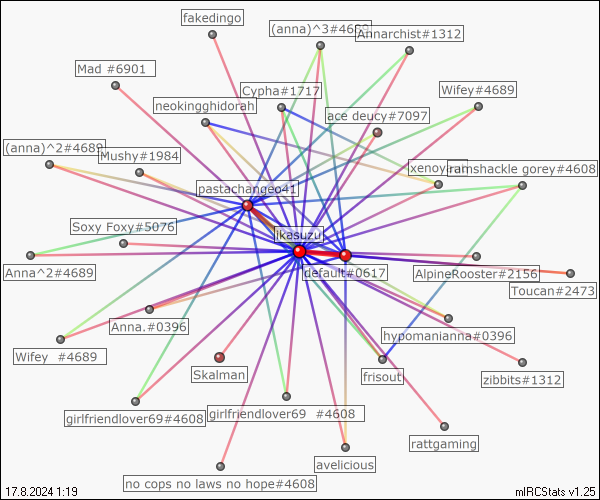 fakedingo
(anna)^3#4689
Annarchist#1312
Mad #6901
Cypha#1717
Wifey#4689
neokingghidorah
ace deucy#7097
(anna)^2#4689
Mushy#1984
ramshackle gorey#4608
pastachangeo41
Soxy Foxy#5076
ikasuzu
Anna^2#4689
default#0617
AlpineRooster#2156
Toucan#2473
Anna.#0396
hypomanianna#0396
Wifey #4689
Skalman
frisout
zibbits#1312
girlfriendlover69#4608
girlfriendlover69 #4608
rattgaming
avelicious
no cops no laws no hope#4608
17.8.2024 1:19
mIRCStats v1.25